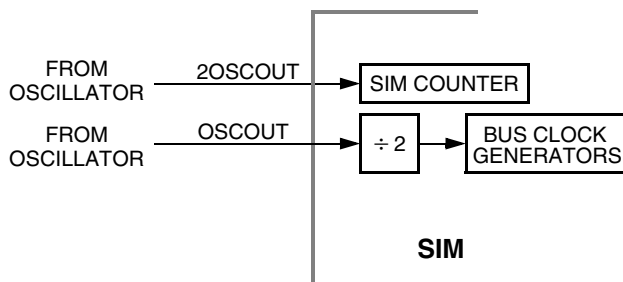 FROM
OSCILLATOR
2OSCOUT
SIM COUNTER
FROM
OSCILLATOR
OSCOUT
÷ 2
BUS CLOCK
GENERATORS
SIM